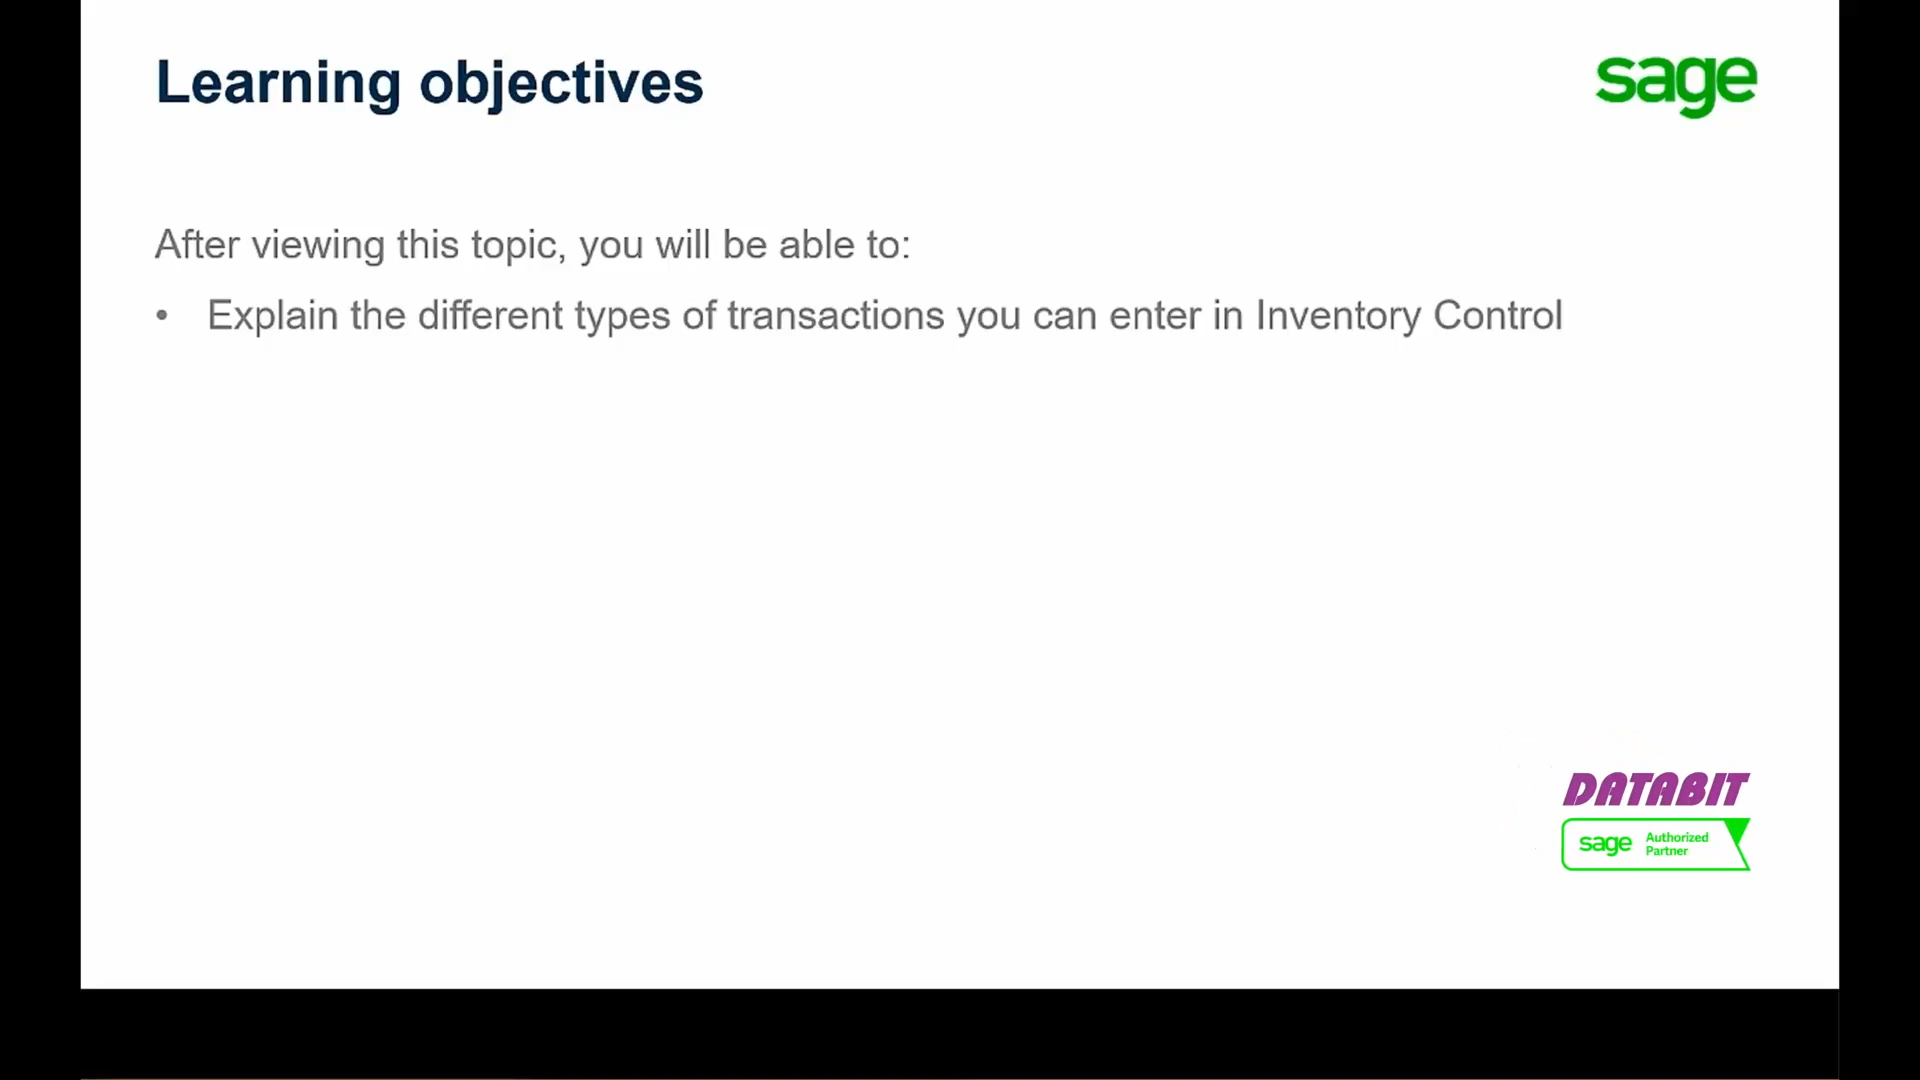 Learning objectives
sage
After viewing this topic, you will be able to:
• Explain the different types of transactions you can enter in Inventory Control
DATABIT
sage Authorized
Partner